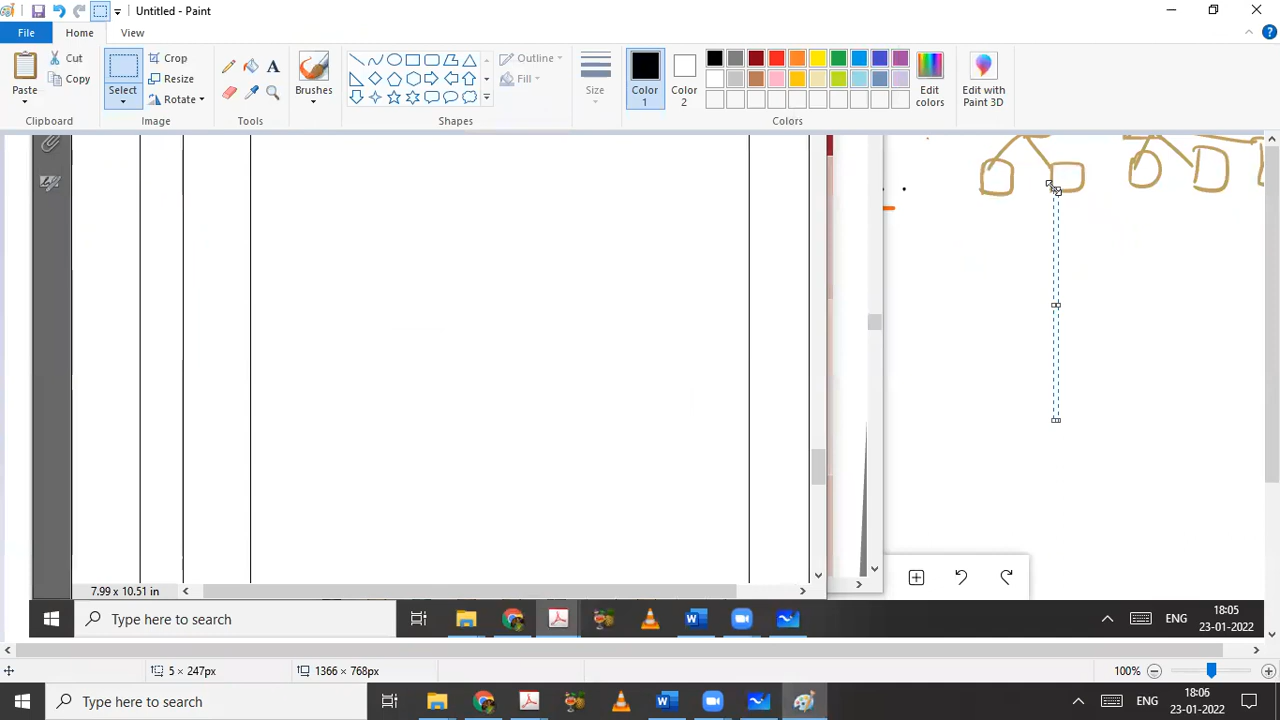 Untitled - Paint
File
Home
View
Paste
Cut
Copy
Clipboard
Select
Crop
Resize
Rotate
Image
Tools
Brushes
Outline
Fill
Shapes
Size
Color
1
Color
2
Edit
colors
Edit with
Paint 3D
Colors
7.99 x 10.51 in
Type here to search
ENG
18:05
23-01-2022
5 × 247px
1366 × 768px
100%
Type here to search
ENG
18:06
23-01-2022